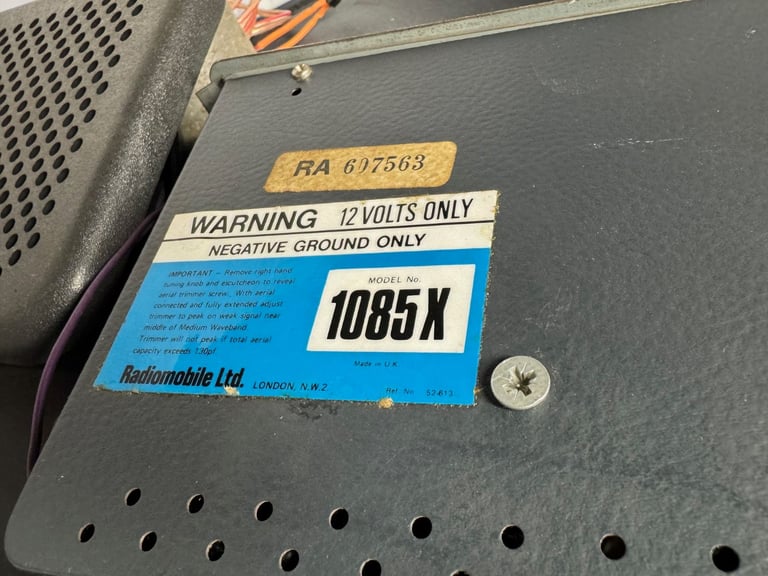 RA 607563
WARNING 12 VOLTS ONLY
NEGATIVE GROUND ONLY
IMPORTANT - Remove right hand
tuning knob and escutcheon to reveal
aerial trimmer screw. With aerial
connected and fully extended adjust
trimmer to peak on weak signal near
middle of Medium Waveband.
Trimmer will not peak if total aerial
capacity exceeds 130pf.
MODEL No.
1085X
Made in U.K.
Radiomobile Ltd. LONDON, N.W.2.
Ref. No. 52-613